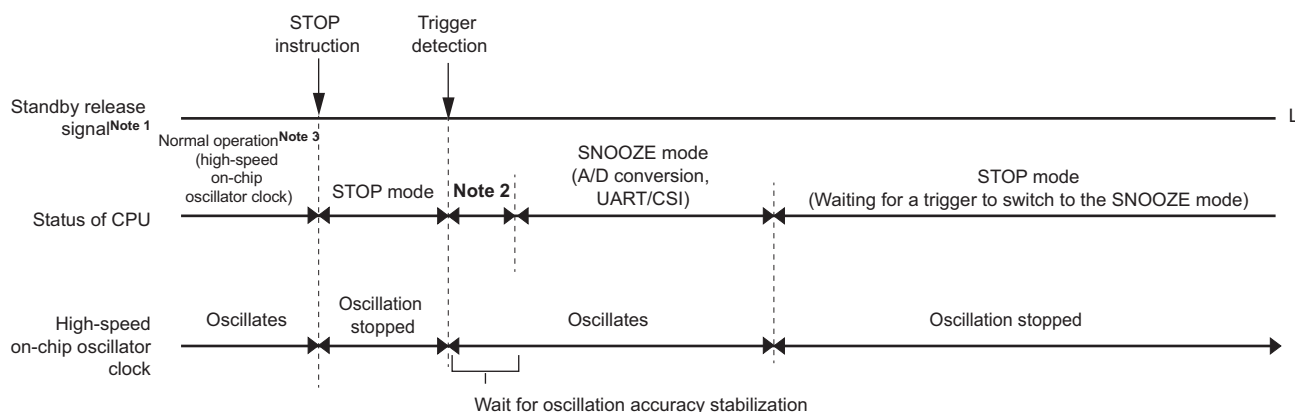 STOP
instruction
Trigger
detection
Standby release
signalNote 1
L
Normal operationNote 3
(high-speed
on-chip
oscillator clock)
STOP mode
Note 2
SNOOZE mode
(A/D conversion,
UART/CSI)
STOP mode
(Waiting for a trigger to switch to the SNOOZE mode)
Status of CPU
High-speed
on-chip oscillator
clock
Oscillates
Oscillation
stopped
Oscillates
Oscillation stopped
Wait for oscillation accuracy stabilization